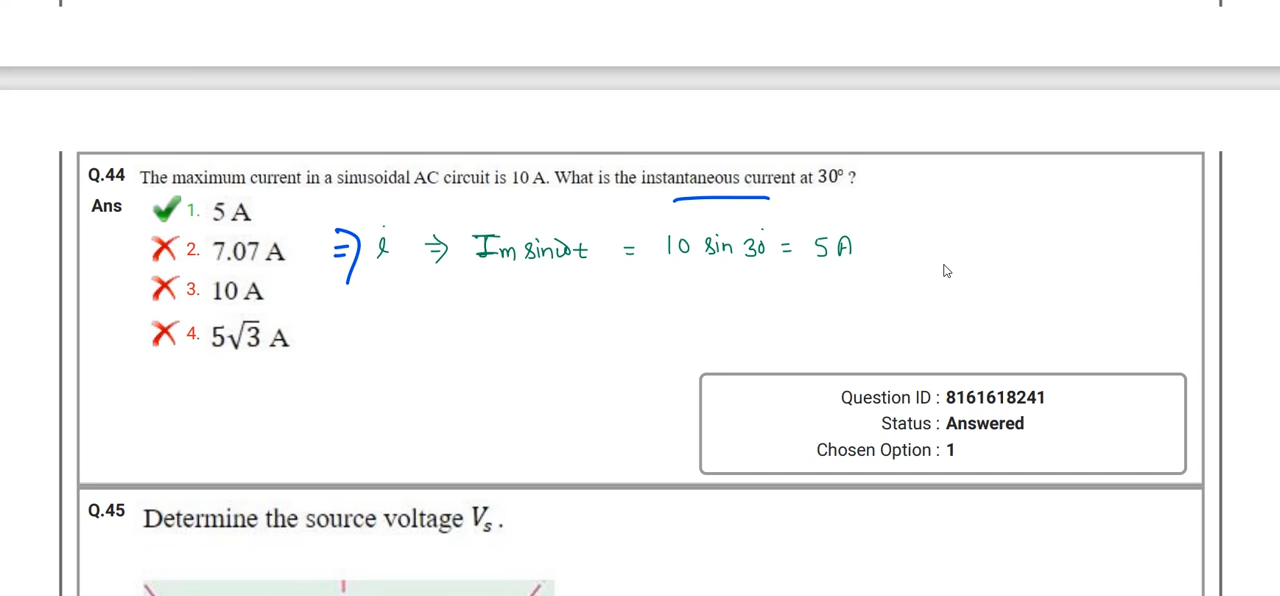 Q.44 The maximum current in a sinusoidal AC circuit is 10 A. What is the instantaneous current at 30° ?
Ans 1. 5 A
2. 7.07 A
⇒ i ⇒ Im sinωt = 10 sin 30° = 5 A
3. 10 A
4. 5√3 A
Question ID : 8161618241
Status : Answered
Chosen Option : 1
Q.45 Determine the source voltage Vₛ .